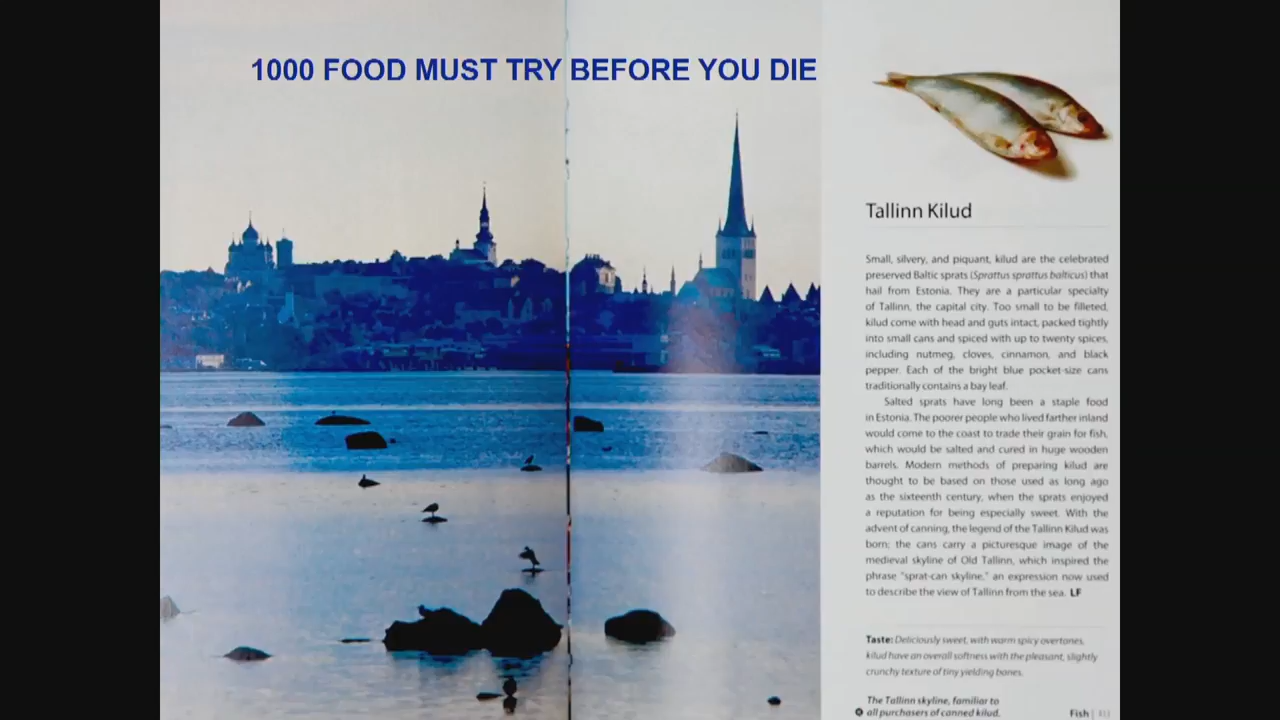 1000 FOOD MUST TRY BEFORE YOU DIE
Tallinn Kilud
Small, silvery, and piquant, kilud are the celebrated
preserved Baltic sprats (Sprattus sprattus balticus) that
hail from Estonia. They are a particular specialty
of Tallinn, the capital city. Too small to be filleted,
kilud come with head and guts intact, packed tightly
into small cans and spiced with up to twenty spices,
including nutmeg, cloves, cinnamon, and black
pepper. Each of the bright blue pocket-size cans
traditionally contains a bay leaf.
Salted sprats have long been a staple food
in Estonia. The poorer people who lived farther inland
would come to the coast to trade their grain for fish,
which would be salted and cured in huge wooden
barrels. Modern methods of preparing kilud are
thought to be based on those used as long ago
as the sixteenth century, when the sprats enjoyed
a reputation for being especially sweet. With the
advent of canning, the legend of the Tallinn Kilud was
born; the cans carry a picturesque image of the
medieval skyline of Old Tallinn, which inspired the
phrase "sprat-can skyline," an expression now used
to describe the view of Tallinn from the sea. LF
Taste: Deliciously sweet, with warm spicy overtones,
kilud have an overall softness with the pleasant, slightly
crunchy texture of tiny yielding bones.
The Tallinn skyline, familiar to
all purchasers of canned kilud.
Fish |